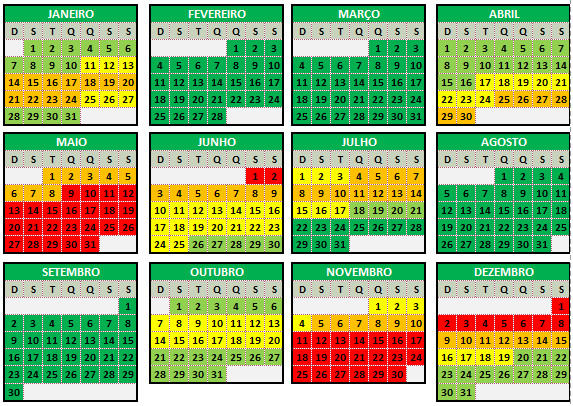 JANEIRO
D S T Q Q S S
1 2 3 4 5 6
7 8 9 10 11 12 13
14 15 16 17 18 19 20
21 22 23 24 25 26 27
28 29 30 31
FEVEREIRO
D S T Q Q S S
1 2 3
4 5 6 7 8 9 10
11 12 13 14 15 16 17
18 19 20 21 22 23 24
25 26 27 28
MARÇO
D S T Q Q S S
1 2 3
4 5 6 7 8 9 10
11 12 13 14 15 16 17
18 19 20 21 22 23 24
25 26 27 28 29 30 31
ABRIL
D S T Q Q S S
1 2 3 4 5 6 7
8 9 10 11 12 13 14
15 16 17 18 19 20 21
22 23 24 25 26 27 28
29 30
MAIO
D S T Q Q S S
1 2 3 4 5
6 7 8 9 10 11 12
13 14 15 16 17 18 19
20 21 22 23 24 25 26
27 28 29 30 31
JUNHO
D S T Q Q S S
1 2
3 4 5 6 7 8 9
10 11 12 13 14 15 16
17 18 19 20 21 22 23
24 25 26 27 28 29 30
JULHO
D S T Q Q S S
1 2 3 4 5 6 7
8 9 10 11 12 13 14
15 16 17 18 19 20 21
22 23 24 25 26 27 28
29 30 31
AGOSTO
D S T Q Q S S
1 2 3 4
5 6 7 8 9 10 11
12 13 14 15 16 17 18
19 20 21 22 23 24 25
26 27 28 29 30 31
SETEMBRO
D S T Q Q S S
1
2 3 4 5 6 7 8
9 10 11 12 13 14 15
16 17 18 19 20 21 22
23 24 25 26 27 28 29
30
OUTUBRO
D S T Q Q S S
1 2 3 4 5 6
7 8 9 10 11 12 13
14 15 16 17 18 19 20
21 22 23 24 25 26 27
28 29 30 31
NOVEMBRO
D S T Q Q S S
1 2 3
4 5 6 7 8 9 10
11 12 13 14 15 16 17
18 19 20 21 22 23 24
25 26 27 28 29 30
DEZEMBRO
D S T Q Q S S
1
2 3 4 5 6 7 8
9 10 11 12 13 14 15
16 17 18 19 20 21 22
23 24 25 26 27 28 29
30 31